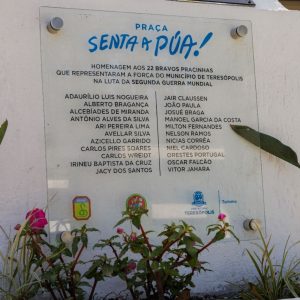 PRAÇA
SENTA A PÚA!
HOMENAGEM AOS 22 BRAVOS PRACINHAS
QUE REPRESENTARAM A FORÇA DO MUNICÍPIO DE TERESÓPOLIS
NA LUTA DA SEGUNDA GUERRA MUNDIAL
ADAURÍLIO LUIS NOGUEIRA
ALBERTO BRAGANÇA
ALCEBÍADES DE MIRANDA
ANTÔNIO ALVES DA SILVA
ARI PEREIRA LIMA
AVELLAR SILVA
AZICELLO GARRIDO
CARLOS PIRES SOARES
CARLOS WREIDT
IRINEU BAPTISTA DA CRUZ
JACY DOS SANTOS
JAIR CLAUSSEN
JOÃO PAULA
JOSUÉ BRAGA
MANOEL GARCIA DA COSTA
MILTON FERNANDES
NELSON RAMOS
NICIAS CORRÊA
NIEL CARDOSO
ORESTES PORTUGAL
OSCAR FALCÃO
VITOR JAHARA
TERESÓPOLIS